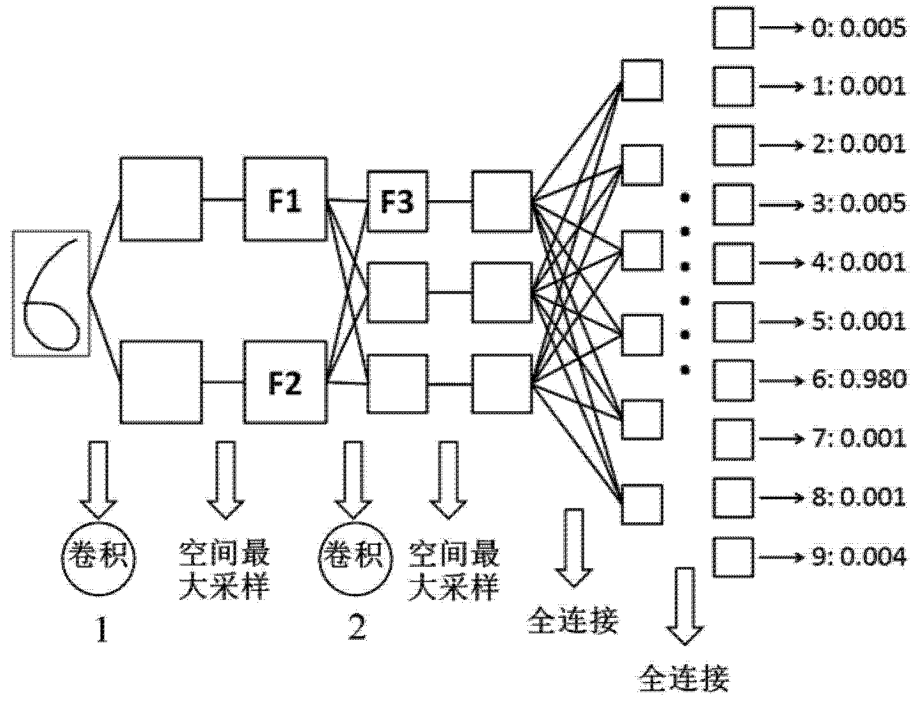 0: 0.005
1: 0.001
2: 0.001
F1
F3
3: 0.005
4: 0.001
5: 0.001
F2
6: 0.980
7: 0.001
8: 0.001
9: 0.004
卷积
1
空间最
大采样
卷积
2
空间最
大采样
全连接
全连接